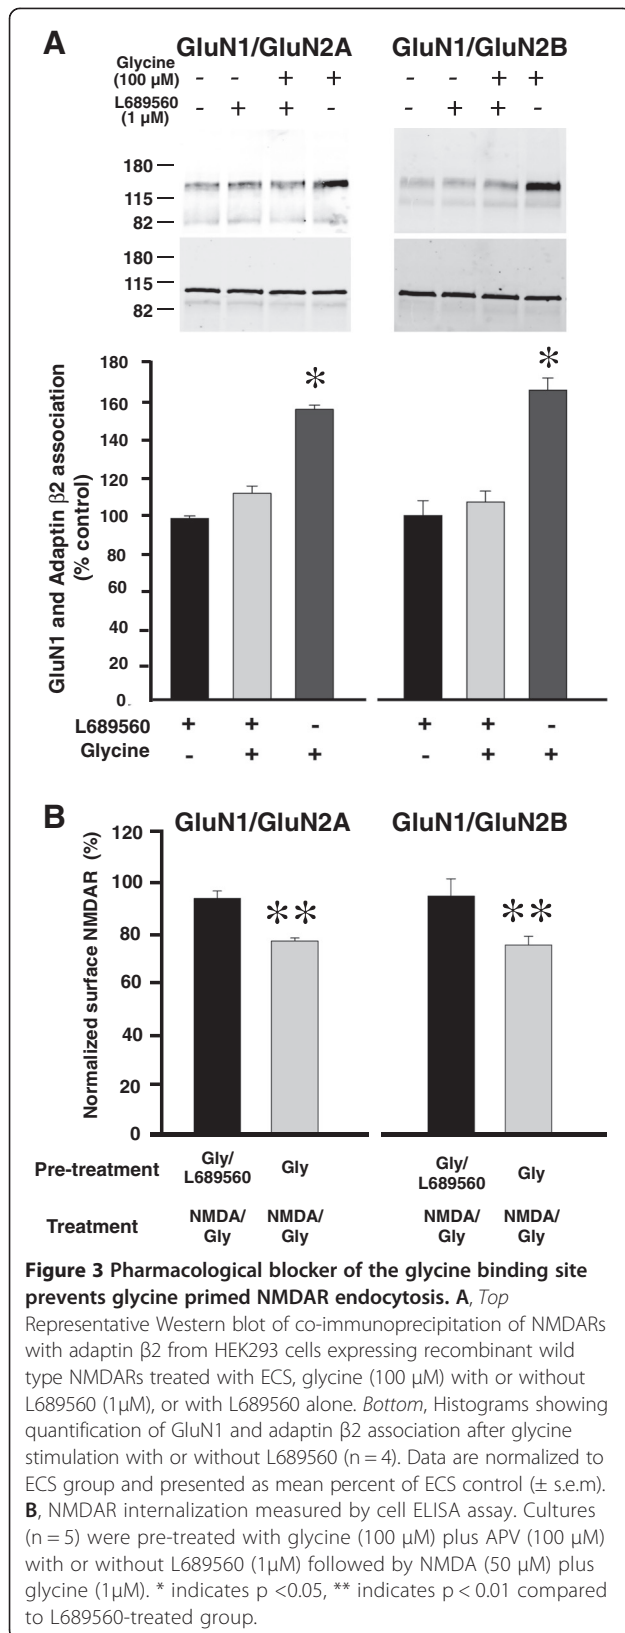 A
GluN1/GluN2A GluN1/GluN2B
Glycine (100 µM) - - + + - - + +
L689560 (1 µM) - + + - - + + -
180
115
82
180
115
82
GluN1 and Adaptin β2 association
(% control)
180
160
140
120
100
80
60
40
20
0
* *
L689560 + + - + + -
Glycine - + + - + +
B
GluN1/GluN2A GluN1/GluN2B
Normalized surface NMDAR (%)
120
100
80
60
40
20
0
** **
Pre-treatment Gly/L689560 Gly Gly/L689560 Gly
Treatment NMDA/Gly NMDA/Gly NMDA/Gly NMDA/Gly
Figure 3 Pharmacological blocker of the glycine binding site
prevents glycine primed NMDAR endocytosis. A, Top
Representative Western blot of co-immunoprecipitation of NMDARs
with adaptin β2 from HEK293 cells expressing recombinant wild
type NMDARs treated with ECS, glycine (100 µM) with or without
L689560 (1µM), or with L689560 alone. Bottom, Histograms showing
quantification of GluN1 and adaptin β2 association after glycine
stimulation with or without L689560 (n = 4). Data are normalized to
ECS group and presented as mean percent of ECS control (± s.e.m).
B, NMDAR internalization measured by cell ELISA assay. Cultures
(n = 5) were pre-treated with glycine (100 µM) plus APV (100 µM)
with or without L689560 (1µM) followed by NMDA (50 µM) plus
glycine (1µM). * indicates p <0.05, ** indicates p < 0.01 compared
to L689560-treated group.